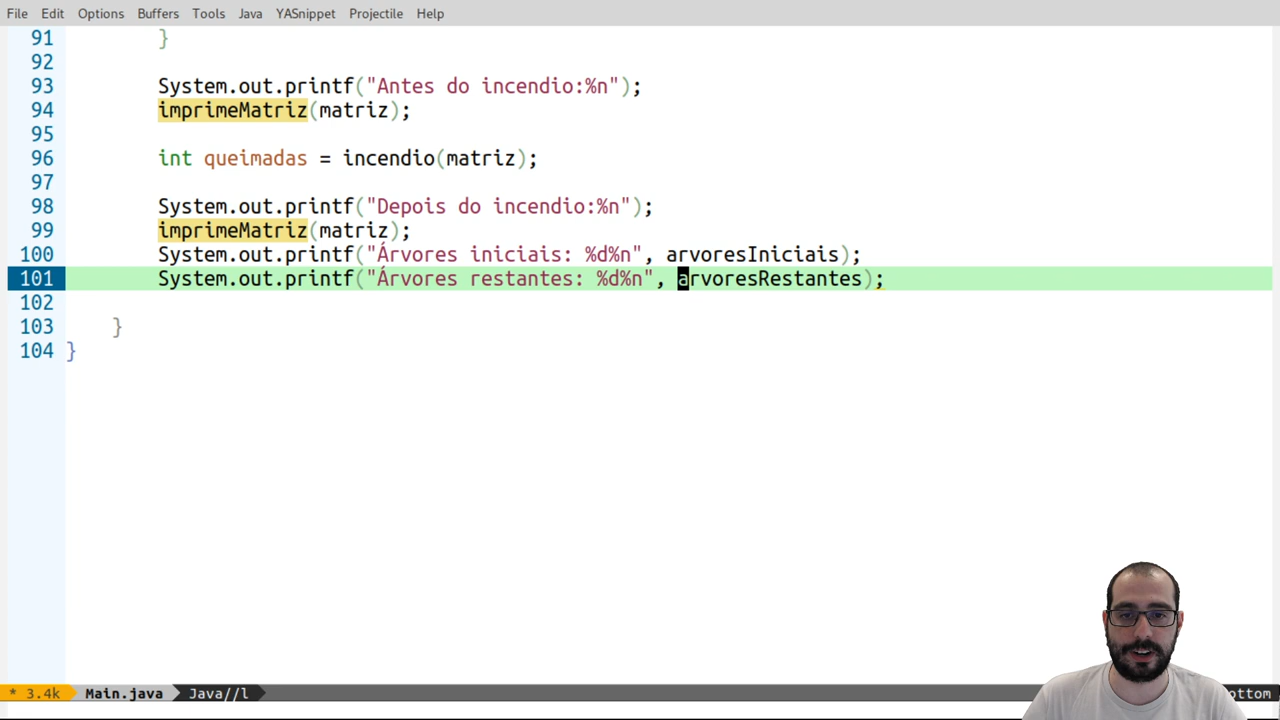 File Edit Options Buffers Tools Java YASnippet Projectile Help
91 }
92
93 System.out.printf("Antes do incendio:%n");
94 imprimeMatriz(matriz);
95
96 int queimadas = incendio(matriz);
97
98 System.out.printf("Depois do incendio:%n");
99 imprimeMatriz(matriz);
100 System.out.printf("Árvores iniciais: %d%n", arvoresIniciais);
101 System.out.printf("Árvores restantes: %d%n", arvoresRestantes);
102
103 }
104 }
* 3.4k Main.java Java//l